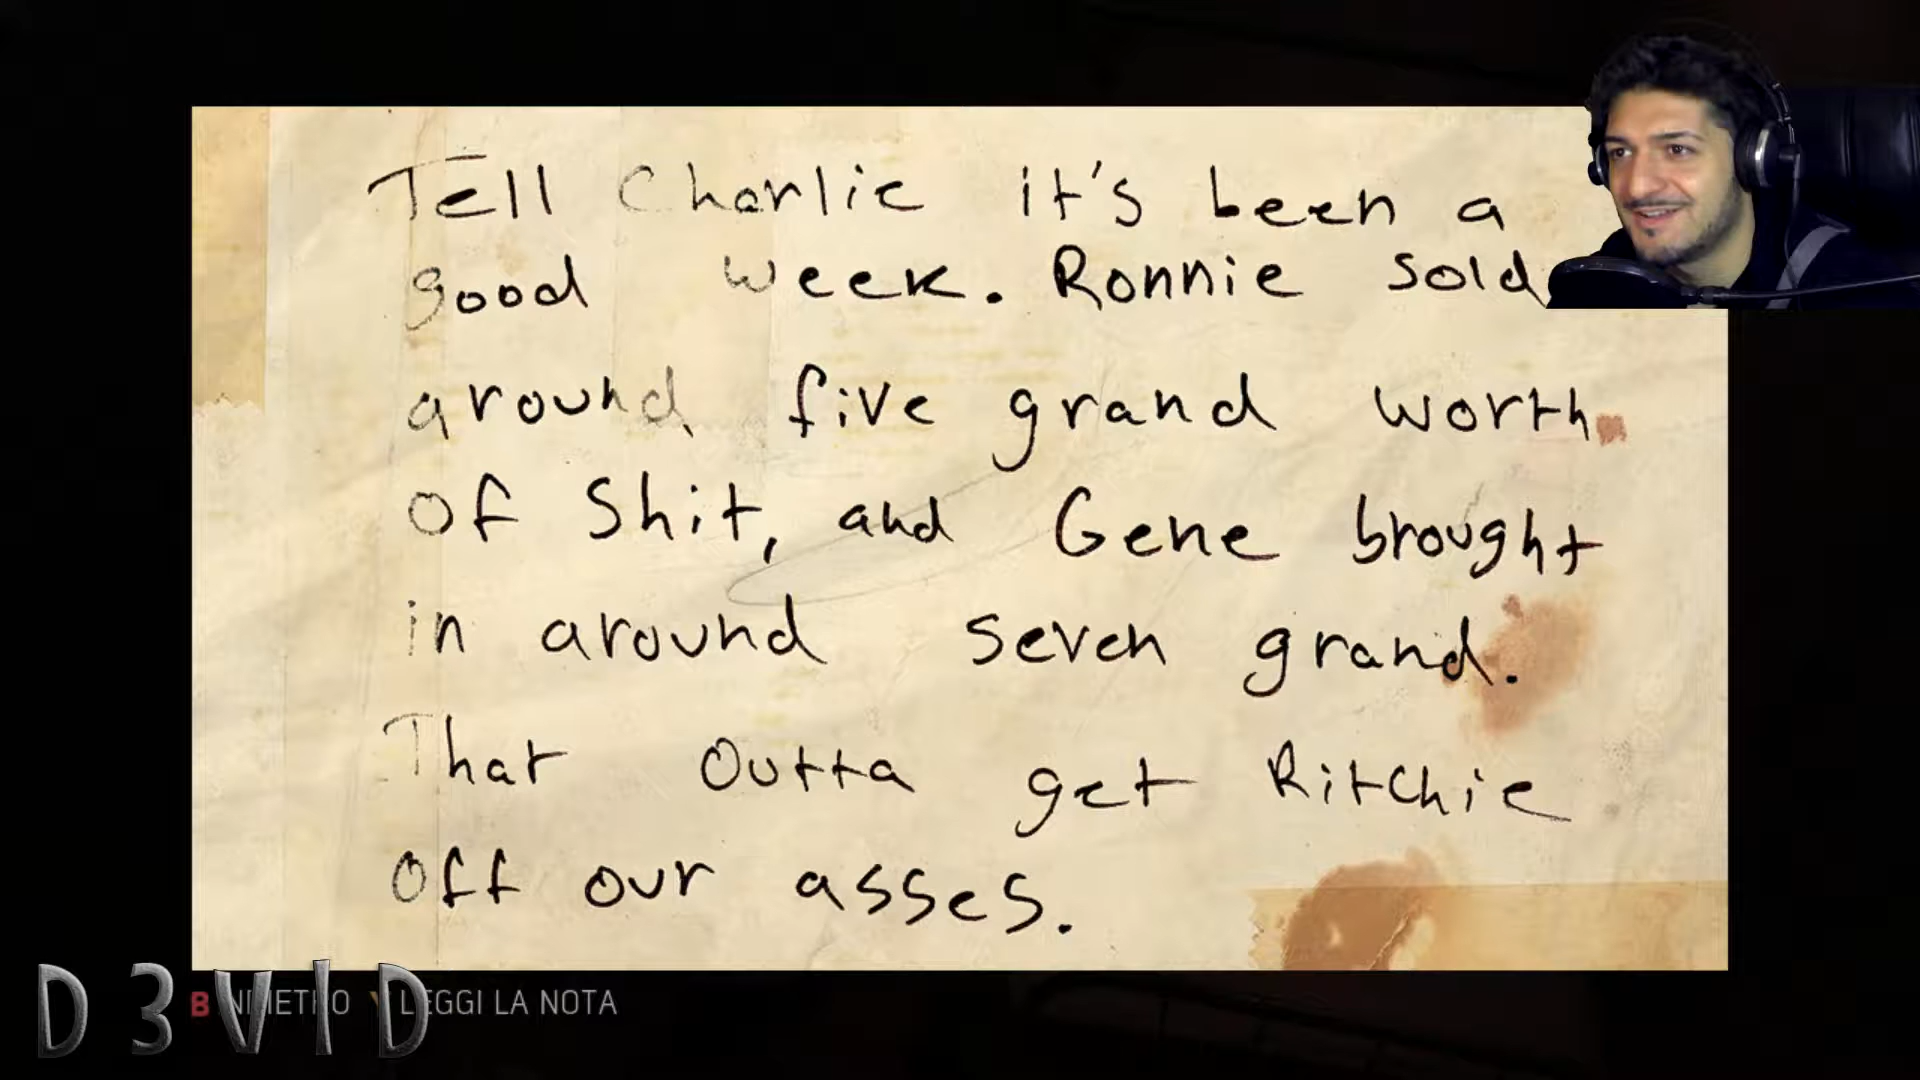 Tell Charlie it's been a
good week. Ronnie sold
around five grand worth
of Shit, and Gene brought
in around seven grand.
That Outta get Ritchie
Off our asses.
D3VID
B INDIETRO Y LEGGI LA NOTA